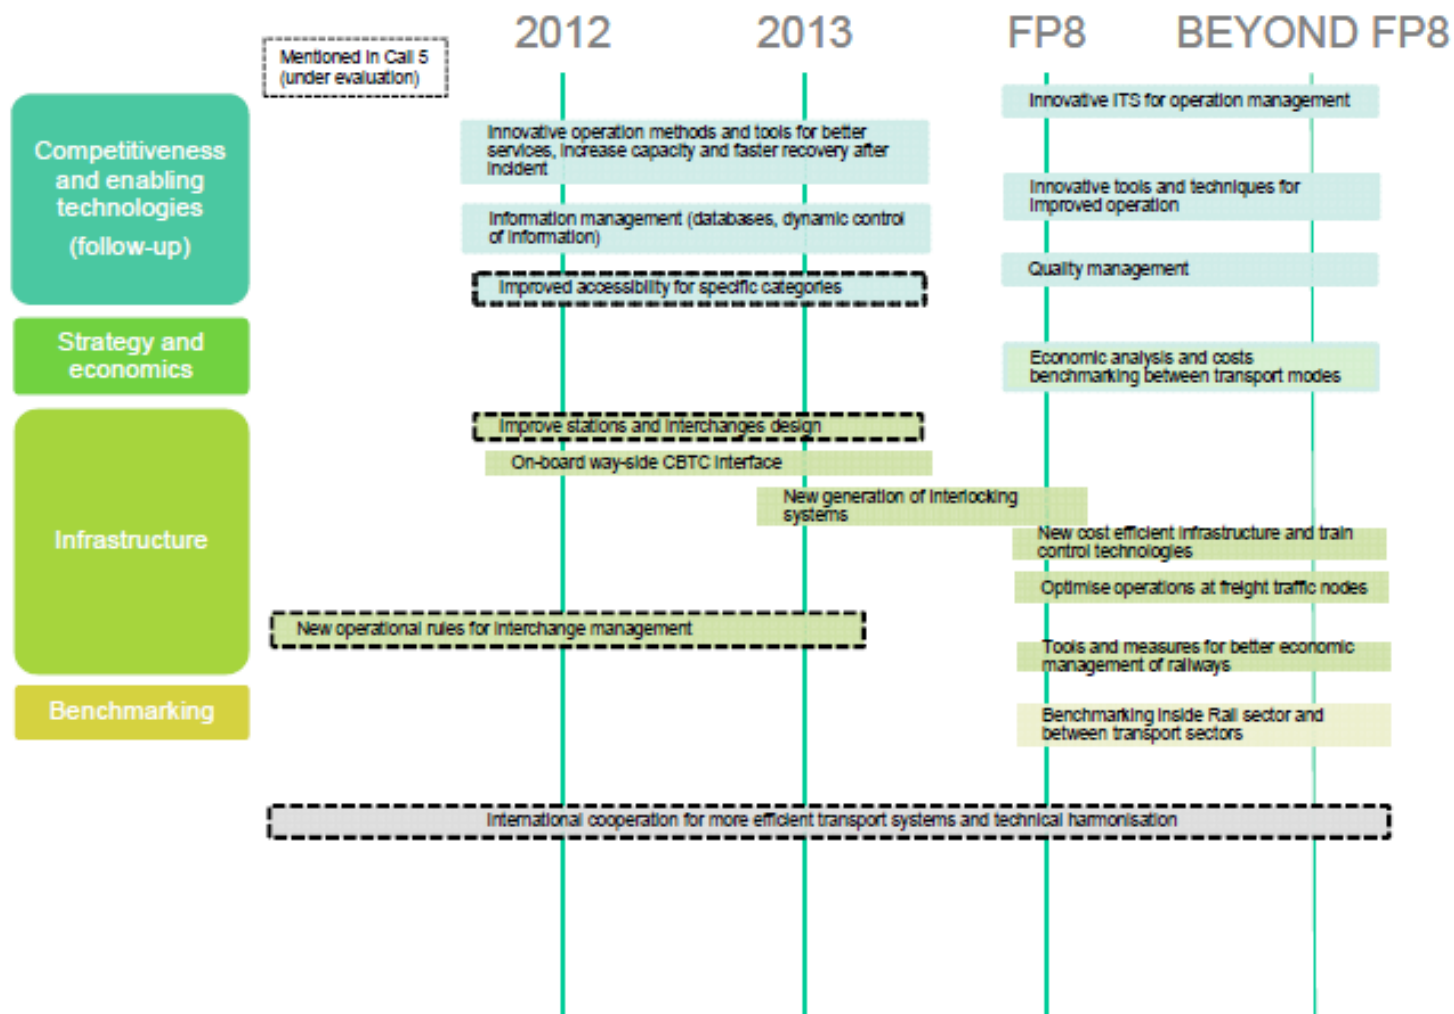 2012
2013
FP8
BEYOND FP8
Mentioned in Call 5
(under evaluation)
Competitiveness
and enabling
technologies
(follow-up)
Innovative operation methods and tools for better
services, increase capacity and faster recovery after
incident
Information management (databases, dynamic control
of information)
Improved accessibility for specific categories
Innovative ITS for operation management
Innovative tools and techniques for
improved operation
Quality management
Strategy and
economics
Economic analysis and costs
benchmarking between transport modes
Infrastructure
Improve stations and interchanges design
On-board way-side CBTC interface
New generation of interlocking
systems
New cost efficient infrastructure and train
control technologies
Optimise operations at freight traffic nodes
New operational rules for interchange management
Tools and measures for better economic
management of railways
Benchmarking
Benchmarking inside Rail sector and
between transport sectors
International cooperation for more efficient transport systems and technical harmonisation